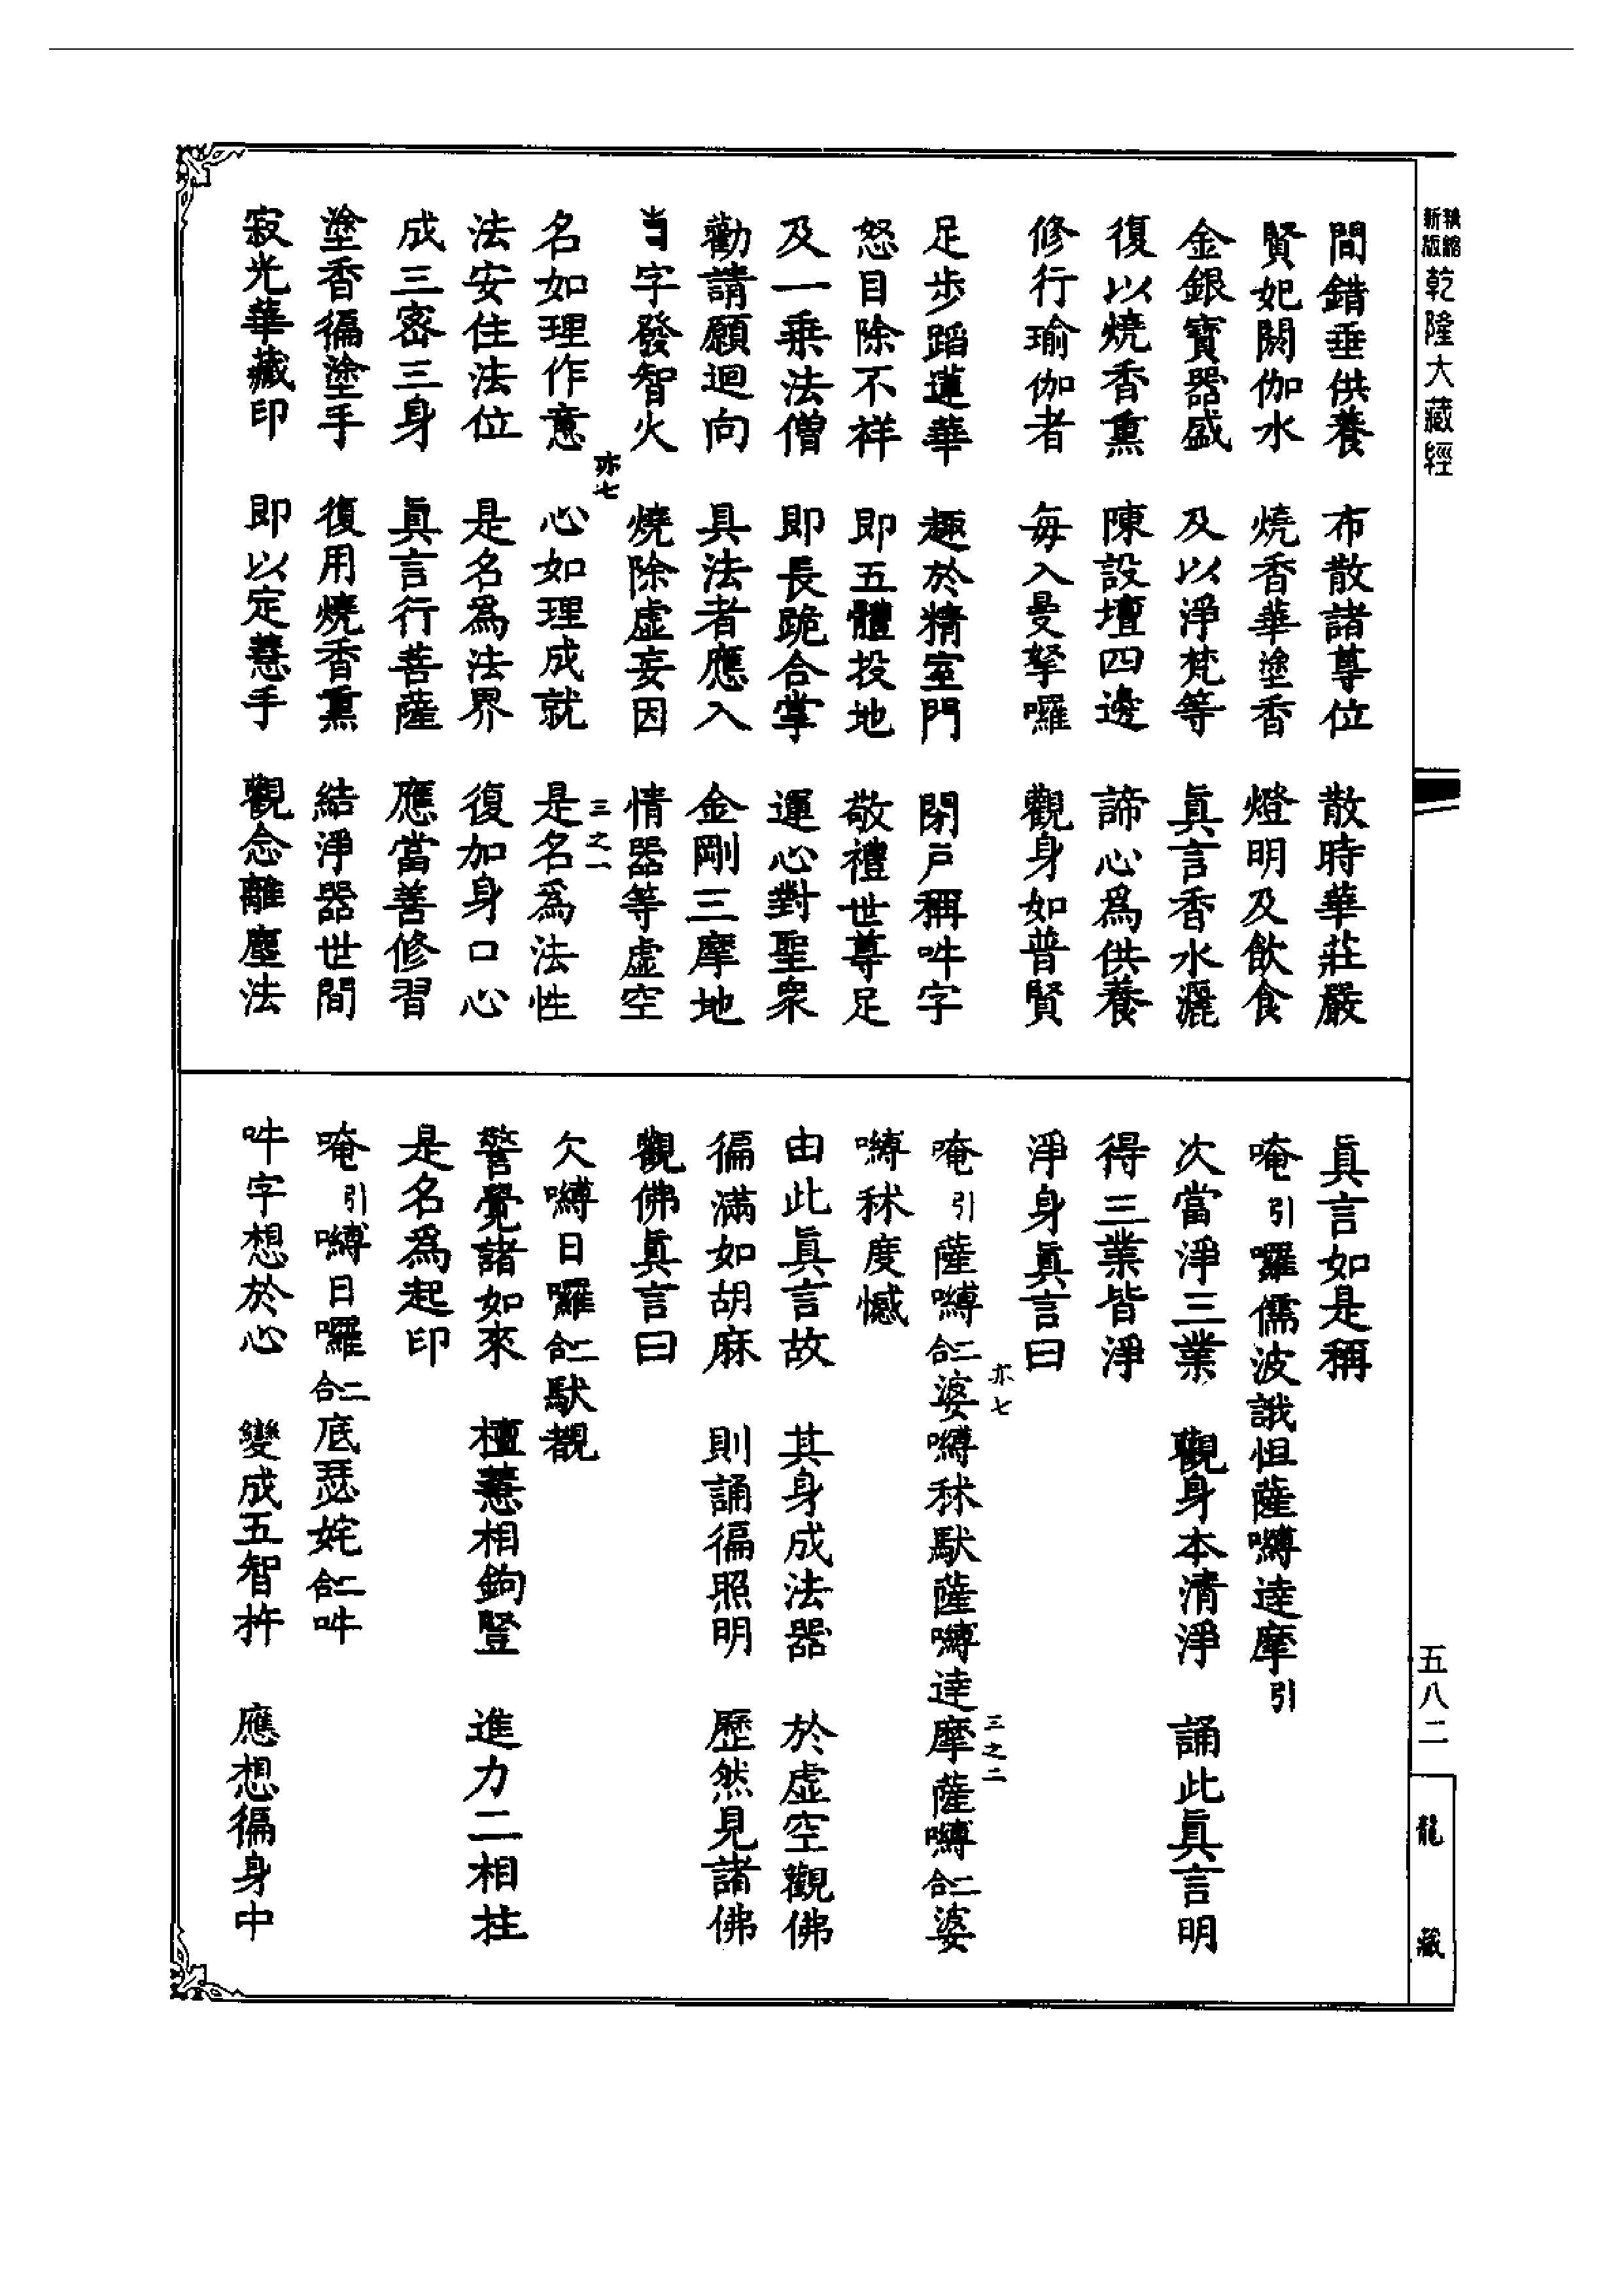 新版精縮乾隆大藏經
間錯垂供養　布散諸尊位　散時華莊嚴
賢妃閼伽水　燒香華塗香　燈明及飲食
金銀寶器盛　及以淨梵等　眞言香水灑
復以燒香熏　陳設壇四邊　諦心為供養
修行瑜伽者　每入曼拏囉　觀身如普賢
足步蹈蓮華　趣於精室門　閉戶稱吽字
怒目除不祥　即五體投地　敬禮世尊足
及一乘法僧　即長跪合掌　運心對聖眾
勸請願迴向　具法者應入　金剛三摩地
字發智火　燒除虛妄因　情器等虛空
亦七　三之一
名如理作意　心如理成就　是名爲法性
法安住法位　是名爲法界　復加身口心
成三密三身　眞言行菩薩　應當善修習
塗香徧塗手　復用燒香熏　結淨器世間
寂光華藏印　即以定慧手　觀念離塵法
眞言如是稱
唵引囉儒波誐怛薩嚩達摩引
次當淨三業　觀身本清淨　誦此眞言明
得三業皆淨
淨身眞言曰
亦七　三之二
唵引薩嚩二合婆嚩秫馱薩嚩達摩薩嚩二合婆
嚩秫度憾
由此眞言故　其身成法器　於虛空觀佛
徧滿如胡麻　則誦徧照明　歷然見諸佛
觀佛眞言曰
欠嚩日囉二合馱覩
警覺諸如來　檀慧相鉤豎　進力二相拄
是名爲起印
唵引嚩日囉二合底瑟姹二合吽
吽字想於心　變成五智杵　應想徧身中
五八二
龍藏